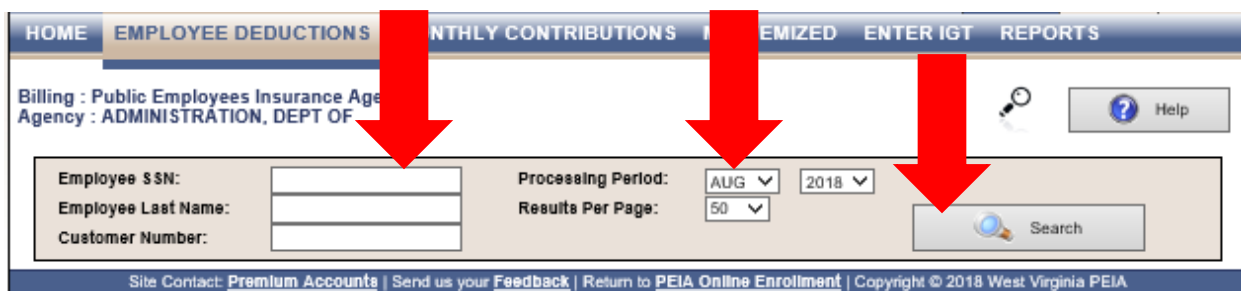 HOME EMPLOYEE DEDUCTIONS NTHLY CONTRIBUTIONS EMIZED ENTER IGT REPORTS
Billing : Public Employees Insurance Age
Agency : ADMINISTRATION, DEPT OF
Help
Employee SSN: Processing Period: AUG 2018
Employee Last Name: Results Per Page: 50
Customer Number: Search
Site Contact: Premium Accounts | Send us your Feedback | Return to PEIA Online Enrollment | Copyright © 2018 West Virginia PEIA